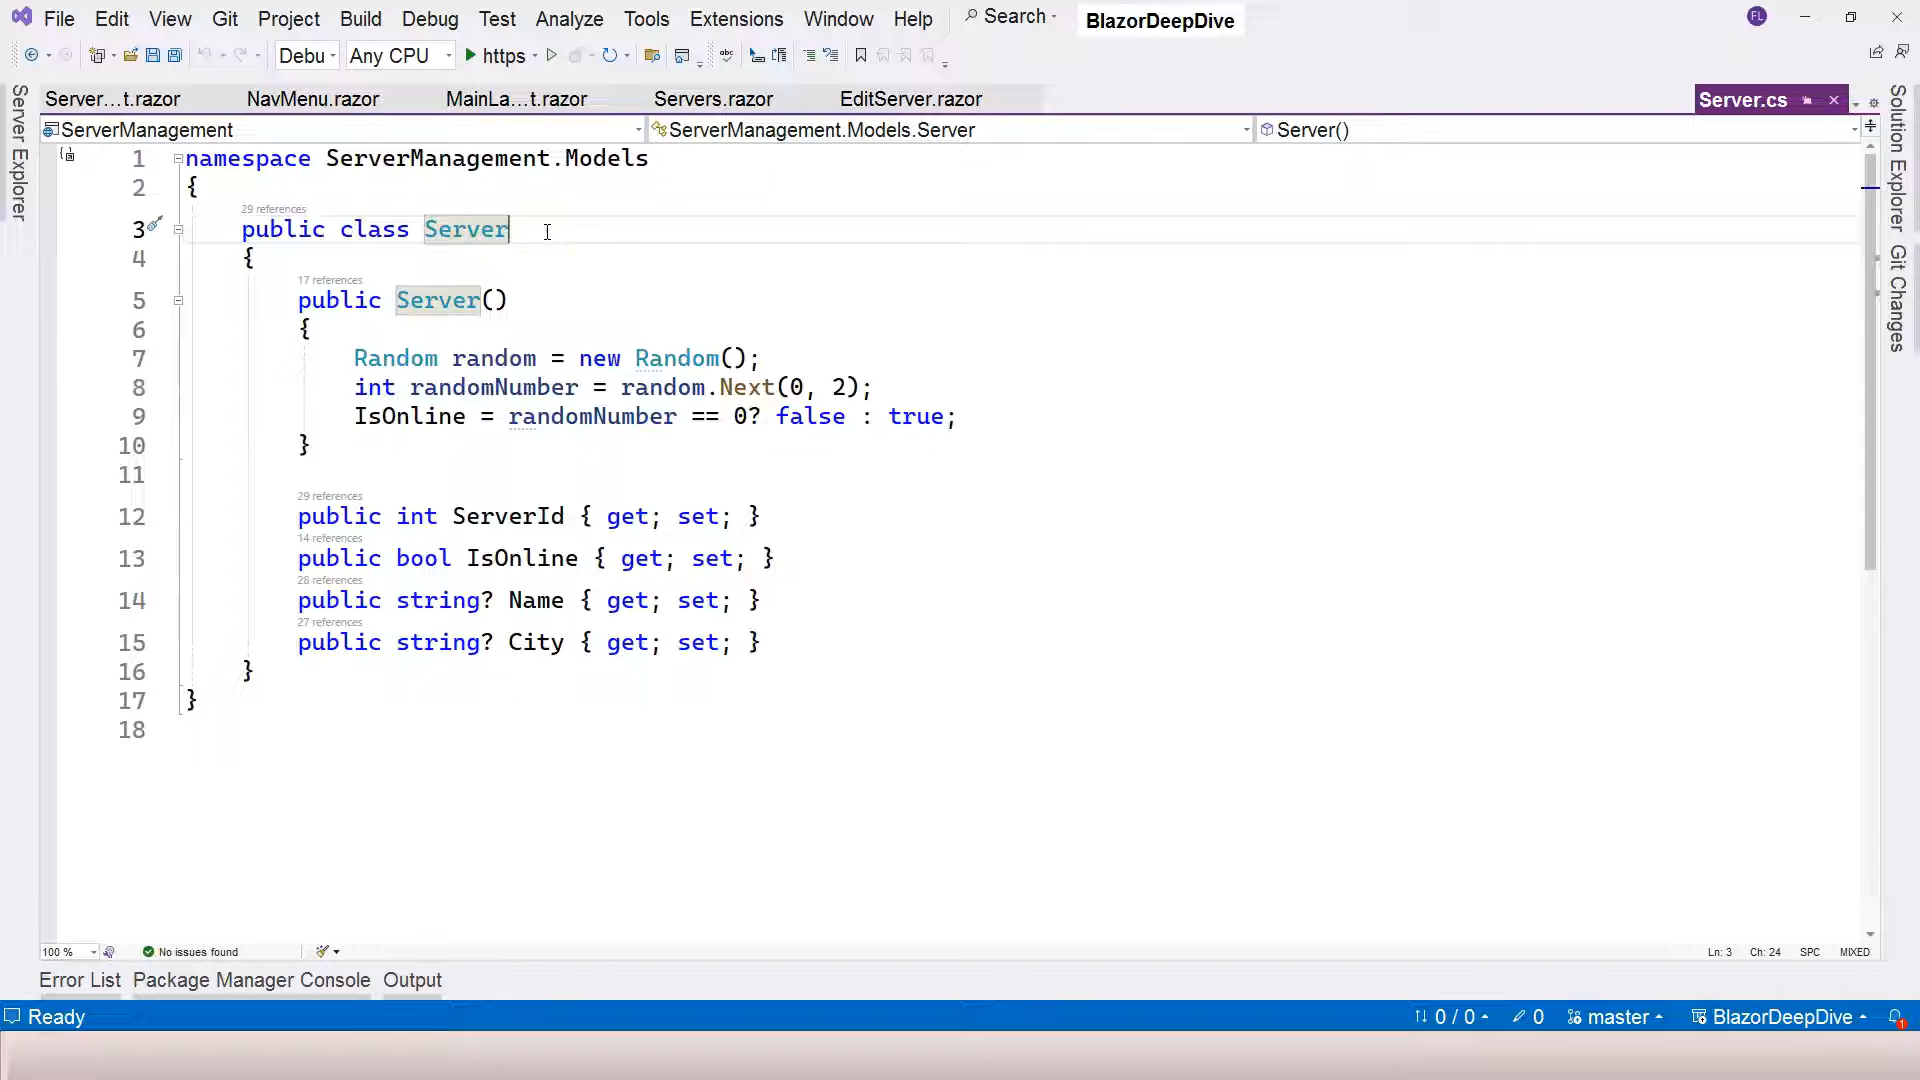 File Edit View Git Project Build Debug Test Analyze Tools Extensions Window Help Search BlazorDeepDive FL
Debu Any CPU https
Server...t.razor NavMenu.razor MainLa...t.razor Servers.razor EditServer.razor Server.cs
ServerManagement ServerManagement.Models.Server Server()
Server Explorer
Solution Explorer
Git Changes
1 namespace ServerManagement.Models
2 {
29 references
3 public class Server
4 {
17 references
5 public Server()
6 {
7 Random random = new Random();
8 int randomNumber = random.Next(0, 2);
9 IsOnline = randomNumber == 0? false : true;
10 }
11
29 references
12 public int ServerId { get; set; }
14 references
13 public bool IsOnline { get; set; }
28 references
14 public string? Name { get; set; }
27 references
15 public string? City { get; set; }
16 }
17 }
18
100 % No issues found Ln: 3 Ch: 24 SPC MIXED
Error List Package Manager Console Output
Ready 0 / 0 0 master BlazorDeepDive 1